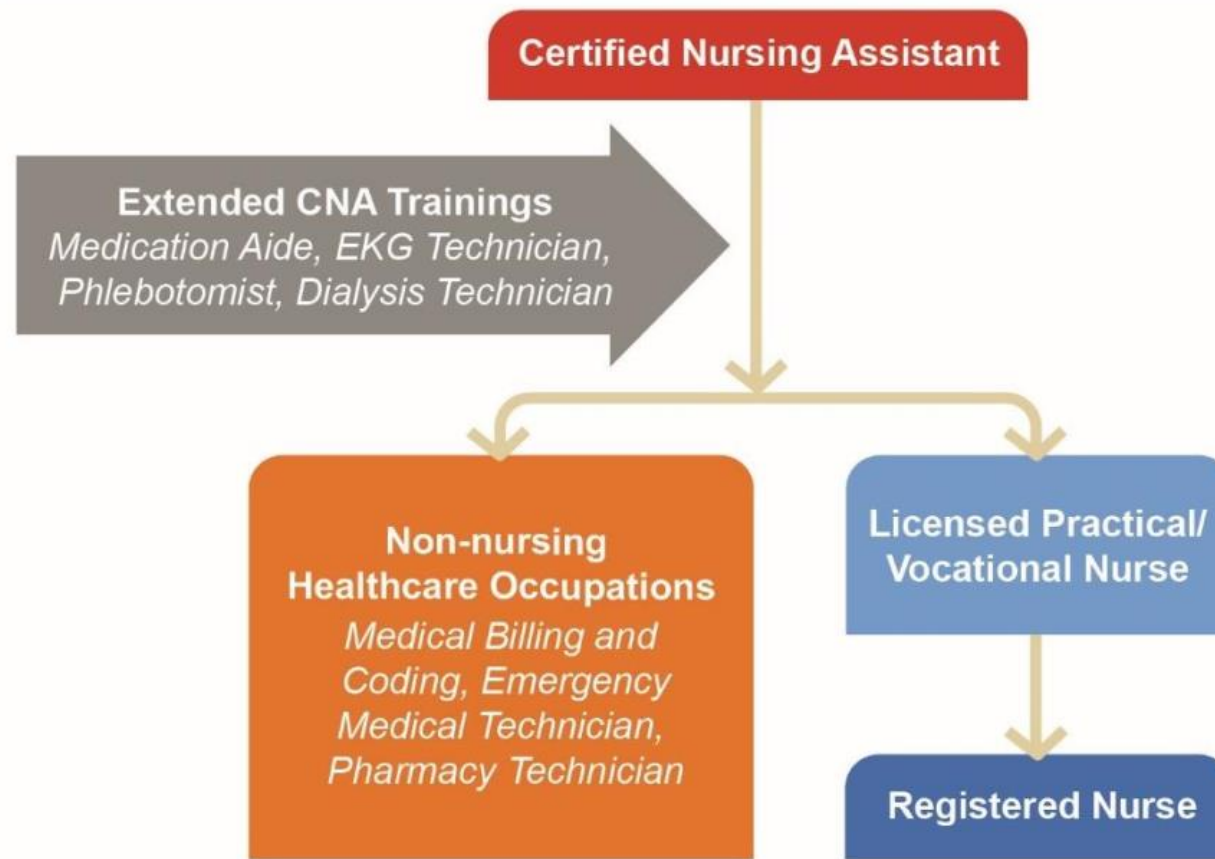 Certified Nursing Assistant
Extended CNA Trainings
Medication Aide, EKG Technician,
Phlebotomist, Dialysis Technician
Non-nursing
Healthcare Occupations
Medical Billing and
Coding, Emergency
Medical Technician,
Pharmacy Technician
Licensed Practical/
Vocational Nurse
Registered Nurse